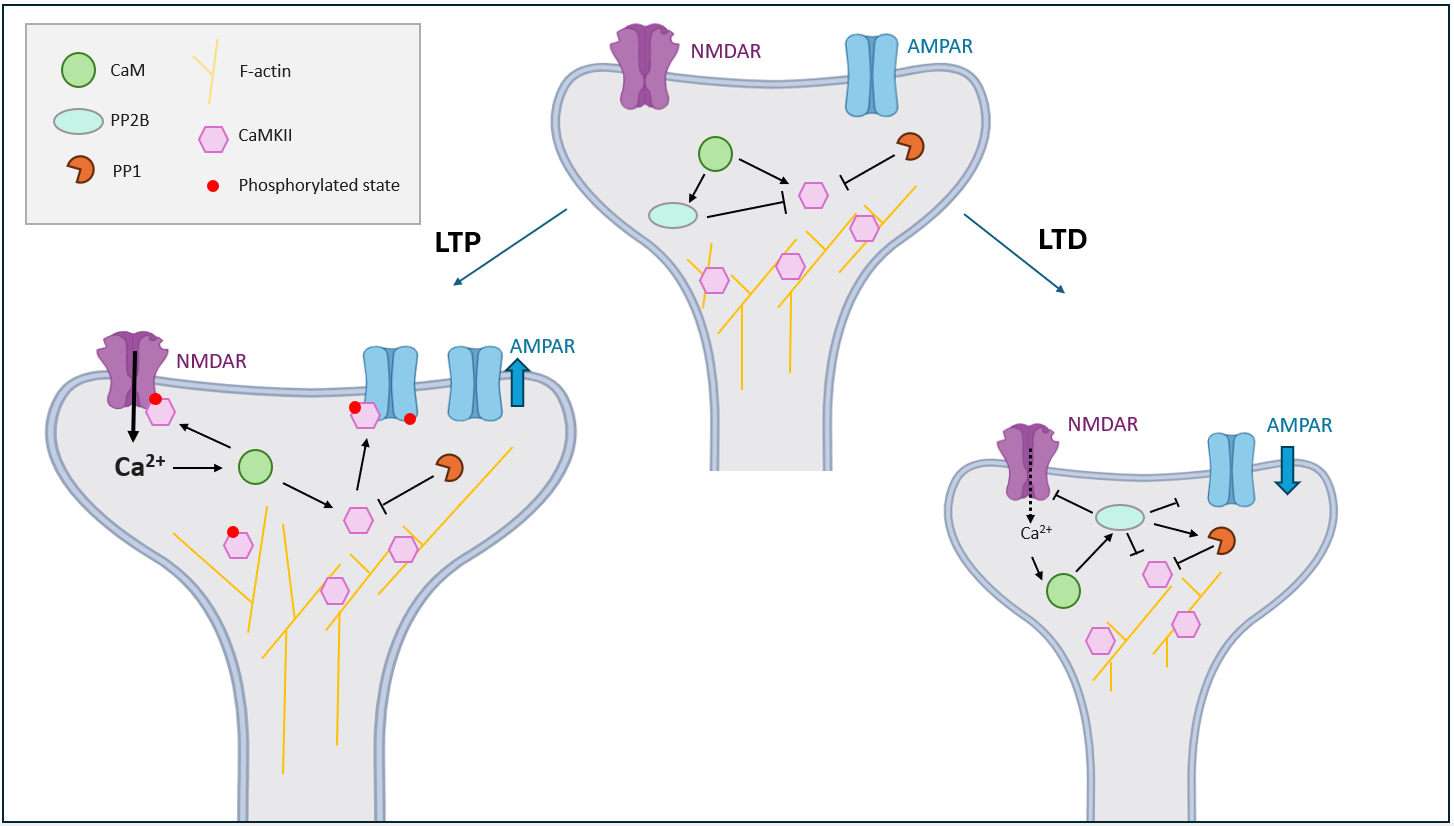 CaM
F-actin
PP2B
CaMKII
PP1
Phosphorylated state
NMDAR
AMPAR
LTP
LTD
NMDAR
AMPAR
Ca2+
NMDAR
AMPAR
Ca2+